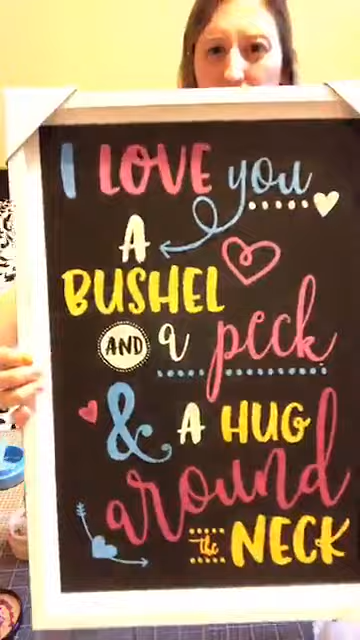 I LOVE you
A
BUSHEL
AND a peck
& A HUG
around
the NECK